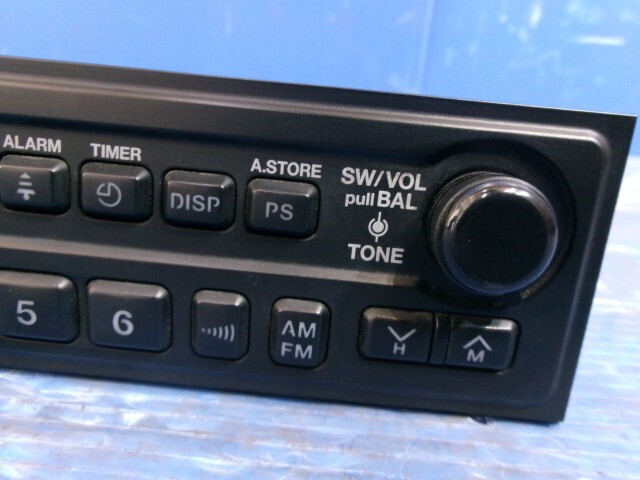 ALARM
TIMER
DISP
A.STORE
PS
SW/VOL
pull BAL
TONE
5
6
AM
FM
H
M